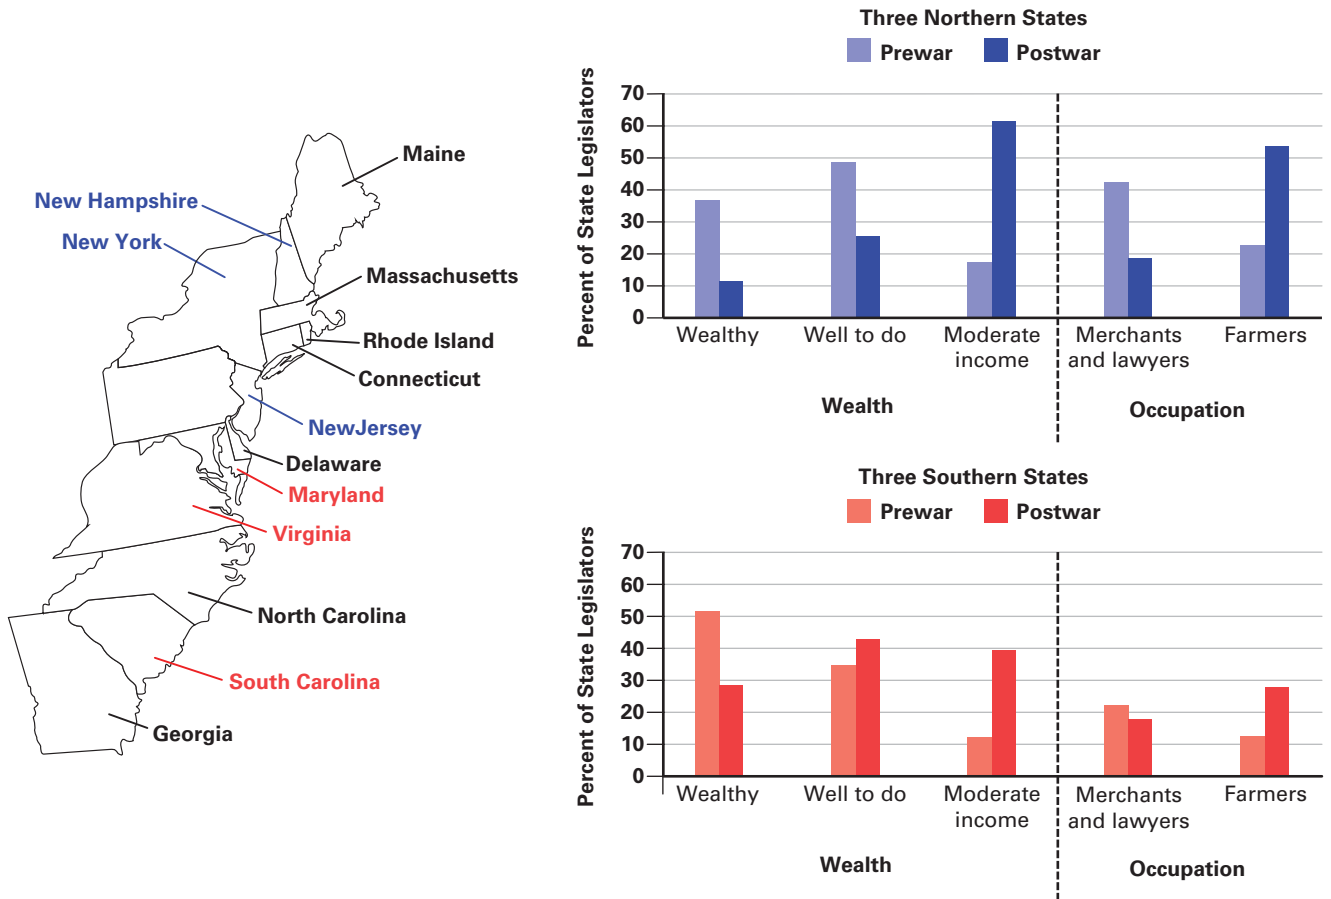 Maine
New Hampshire
New York
Massachusetts
Rhode Island
Connecticut
NewJersey
Delaware
Maryland
Virginia
North Carolina
South Carolina
Georgia
Three Northern States
Prewar Postwar
Percent of State Legislators
70
60
50
40
30
20
10
0
Wealthy Well to do Moderate Merchants Farmers
income and lawyers
Wealth Occupation
Three Southern States
Prewar Postwar
Percent of State Legislators
70
60
50
40
30
20
10
0
Wealthy Well to do Moderate Merchants Farmers
income and lawyers
Wealth Occupation